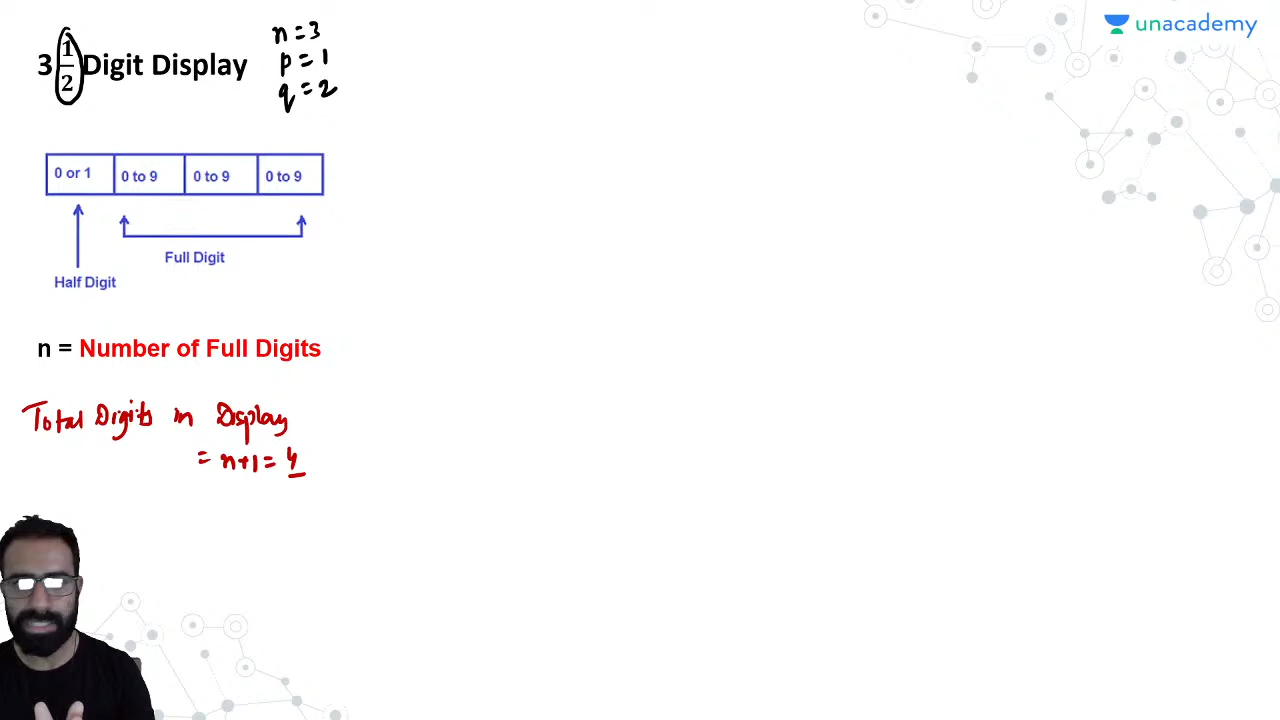 unacademy
3 1/2 Digit Display
n = 3
p = 1
q = 2
0 or 1 0 to 9 0 to 9 0 to 9
Full Digit
Half Digit
n = Number of Full Digits
Total Digits in Display
= n+1 = 4